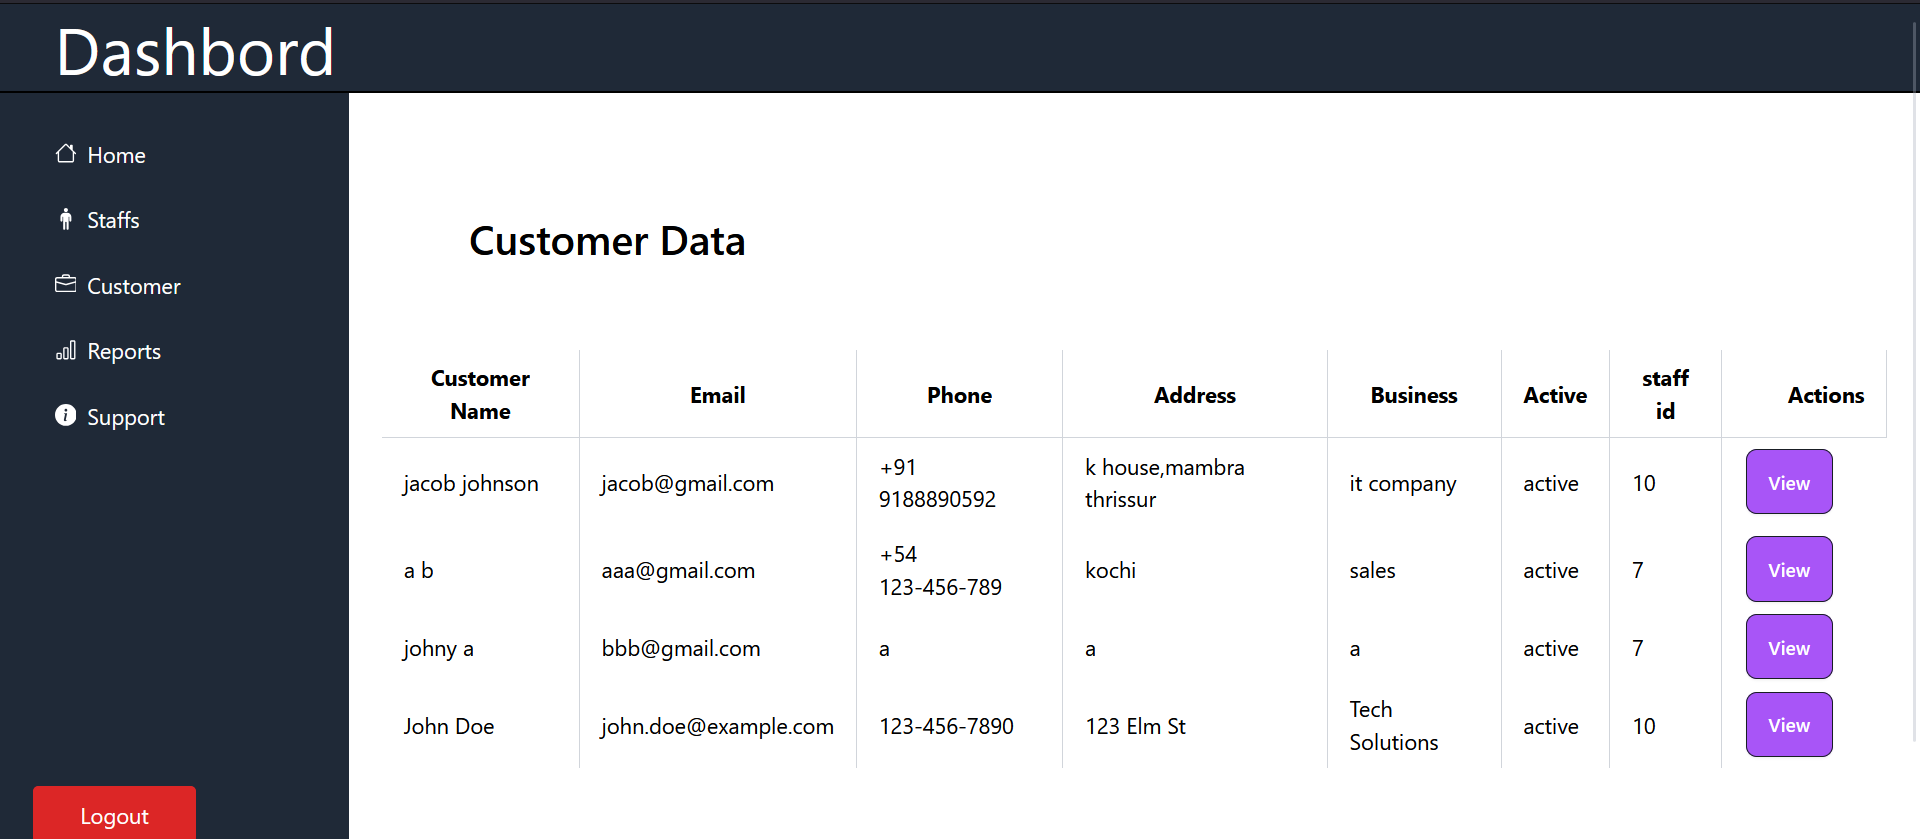 Dashbord
Home
Staffs
Customer
Reports
Support
Logout
Customer Data
Customer
Name
Email
Phone
Address
Business
Active
staff
id
Actions
jacob johnson
jacob@gmail.com
+91
9188890592
k house,mambra
thrissur
it company
active
10
View
a b
aaa@gmail.com
+54
123-456-789
kochi
sales
active
7
View
johny a
bbb@gmail.com
a
a
a
active
7
View
John Doe
john.doe@example.com
123-456-7890
123 Elm St
Tech
Solutions
active
10
View